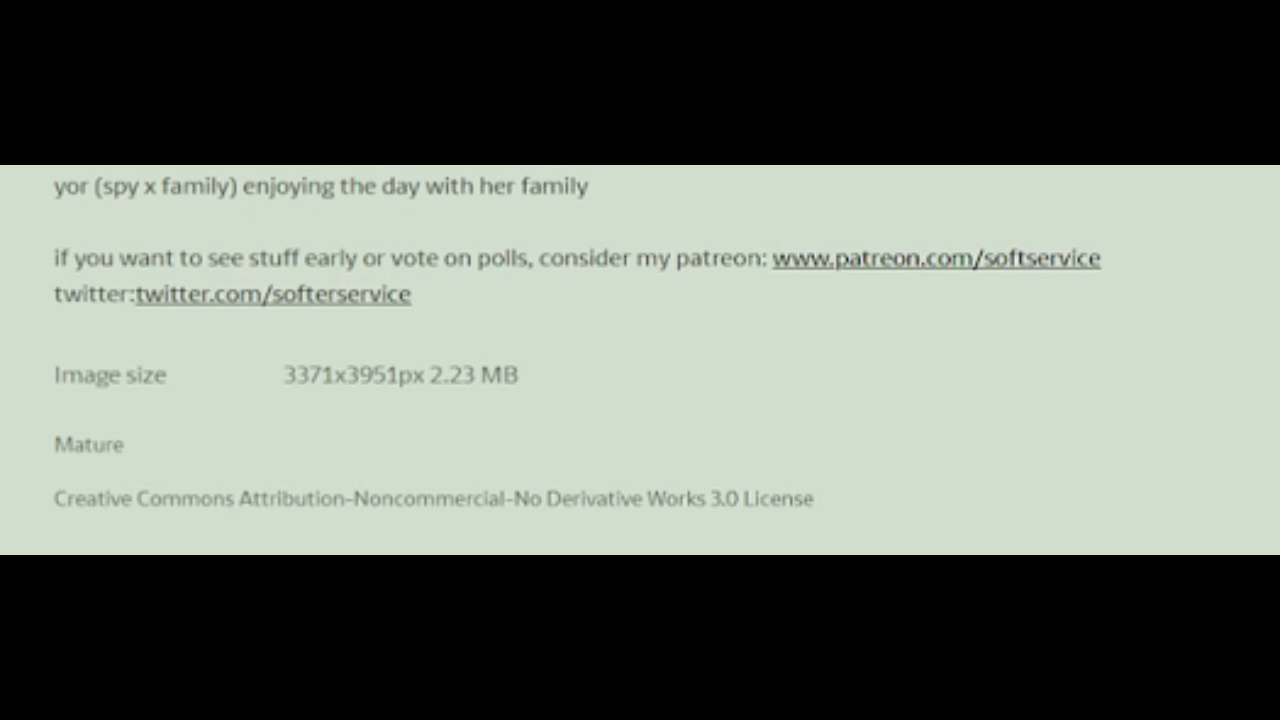 yor (spy x family) enjoying the day with her family
if you want to see stuff early or vote on polls, consider my patreon: www.patreon.com/softservice
twitter:twitter.com/softerservice
Image size 3371x3951px 2.23 MB
Mature
Creative Commons Attribution-Noncommercial-No Derivative Works 3.0 License